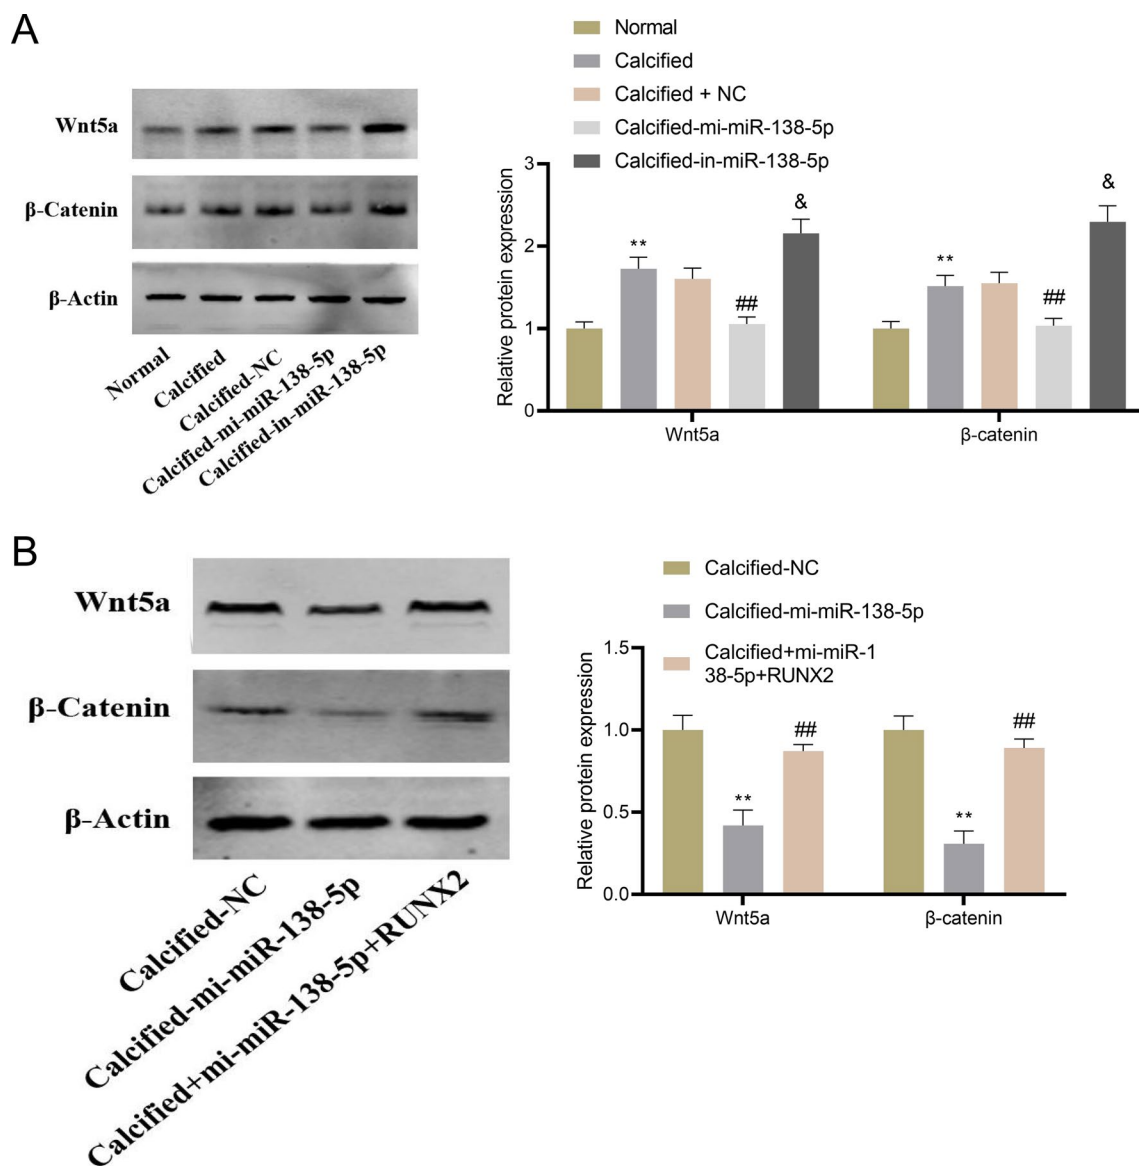 A
Wnt5a
β-Catenin
β-Actin
Normal
Calcified
Calcified-NC
Calcified-mi-miR-138-5p
Calcified-in-miR-138-5p
Normal
Calcified
Calcified + NC
Calcified-mi-miR-138-5p
Calcified-in-miR-138-5p
Relative protein expression
3
2
1
0
**
##
&
**
##
&
Wnt5a
β-catenin
B
Wnt5a
β-Catenin
β-Actin
Calcified-NC
Calcified-mi-miR-138-5p
Calcified+mi-miR-138-5p+RUNX2
Calcified-NC
Calcified-mi-miR-138-5p
Calcified+mi-miR-1
38-5p+RUNX2
Relative protein expression
1.5
1.0
0.5
0.0
**
##
**
##
Wnt5a
β-catenin